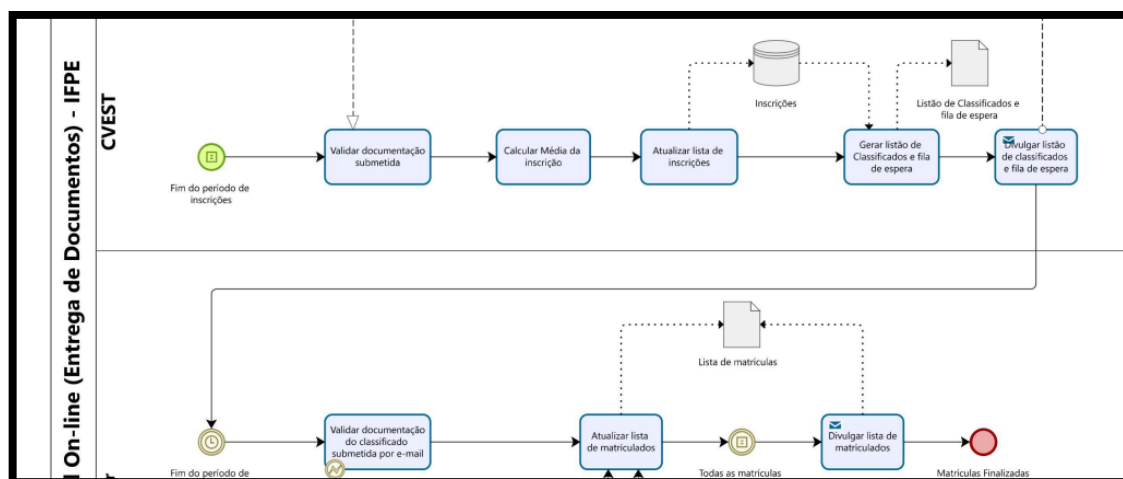 l On-line (Entrega de Documentos) - IFPE
CVEST
Inscrições
Listão de Classificados e
fila de espera
Validar documentação
submetida
Calcular Média da
inscrição
Atualizar lista de
inscrições
Gerar listão de
Classificados e fila
de espera
Divulgar listão
de classificados
e fila de espera
Fim do período de
inscrições
Lista de matriculas
Validar documentação
do classificado
submetida por e-mail
Atualizar lista
de matriculados
Divulgar lista de
matriculados
Fim do período de
Todas as matrículas
Matrículas Finalizadas